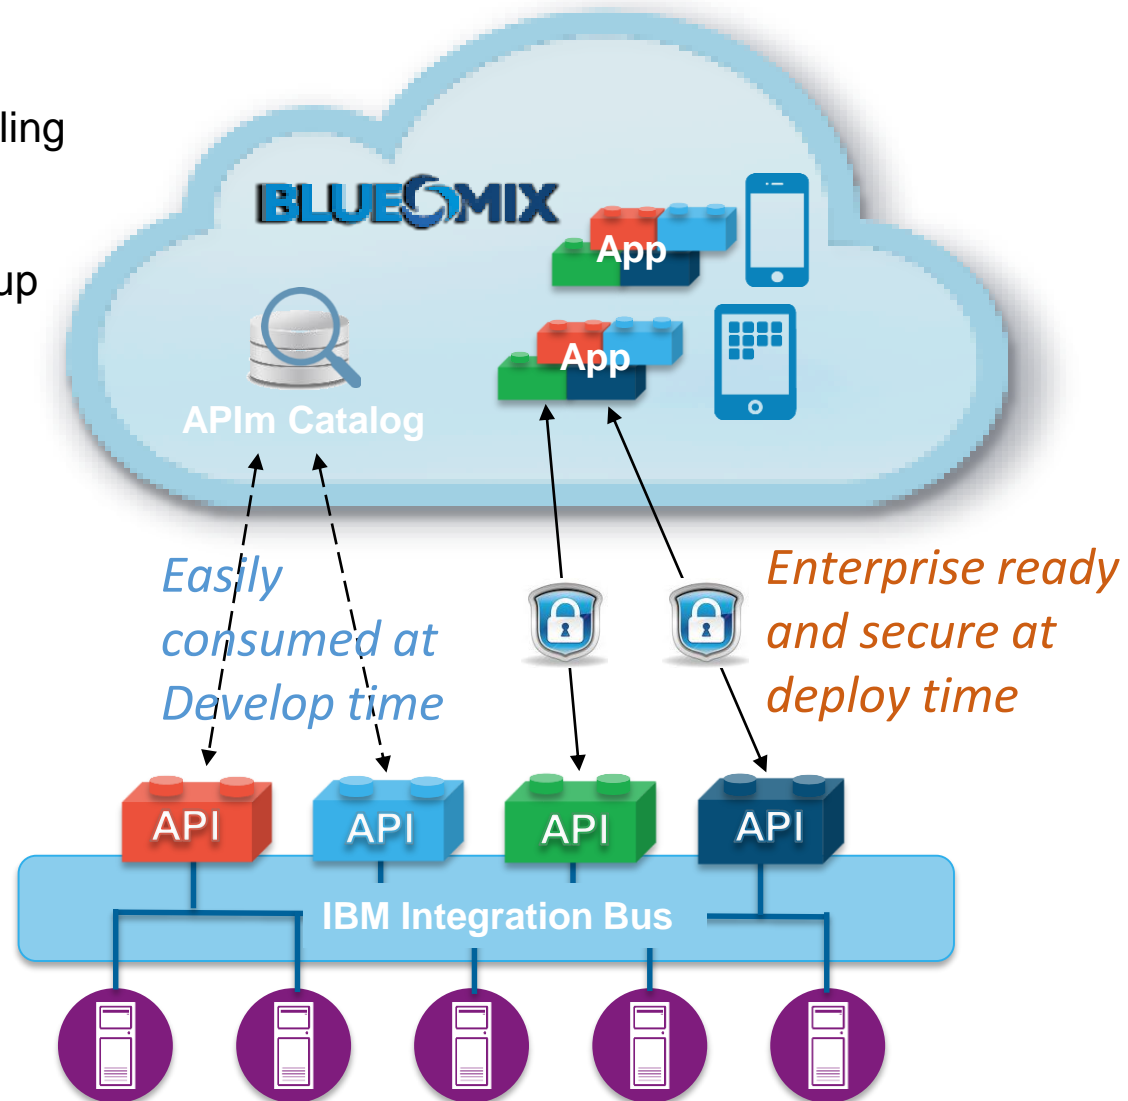 ling
up
BLUEMIX
App
App
APIm Catalog
Easily
consumed at
Develop time
Enterprise ready
and secure at
deploy time
API
API
API
API
IBM Integration Bus